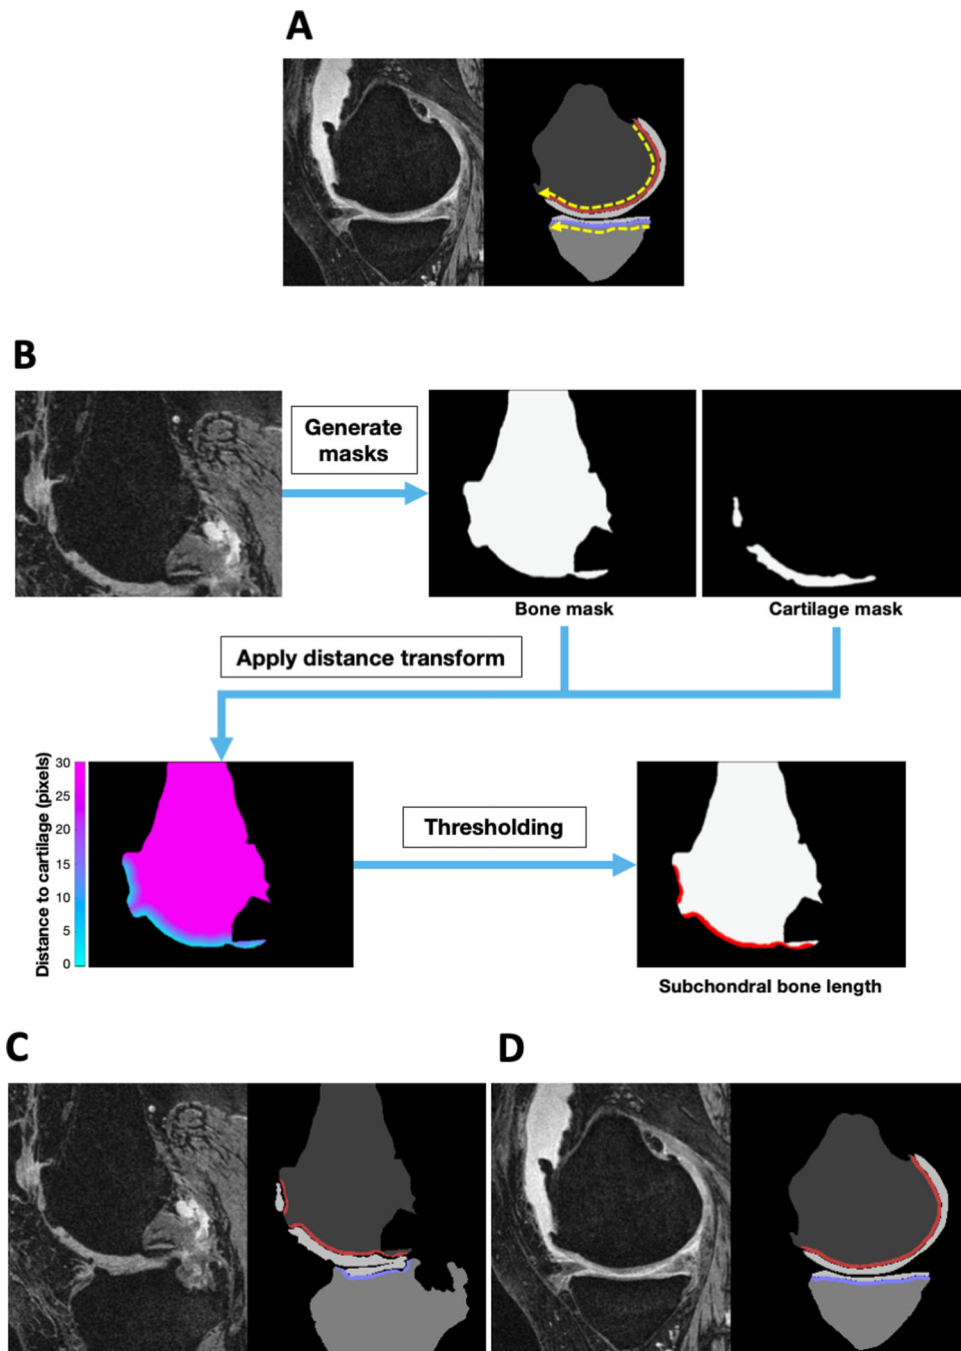 A
B
Generate
masks
Bone mask
Cartilage mask
Apply distance transform
Distance to cartilage (pixels)
30
25
20
15
10
5
0
Thresholding
Subchondral bone length
C
D